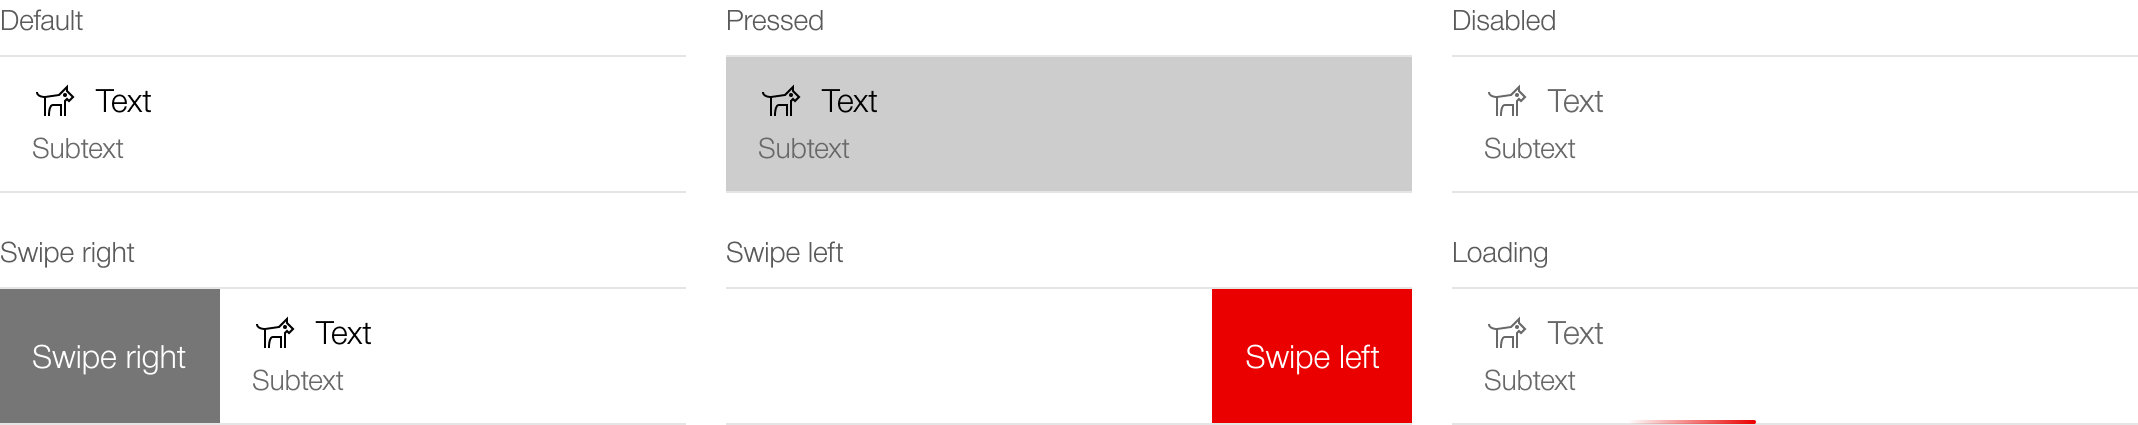 Default
Text
Subtext
Pressed
Text
Subtext
Disabled
Text
Subtext
Swipe right
Swipe right
Text
Subtext
Swipe left
Swipe left
Loading
Text
Subtext